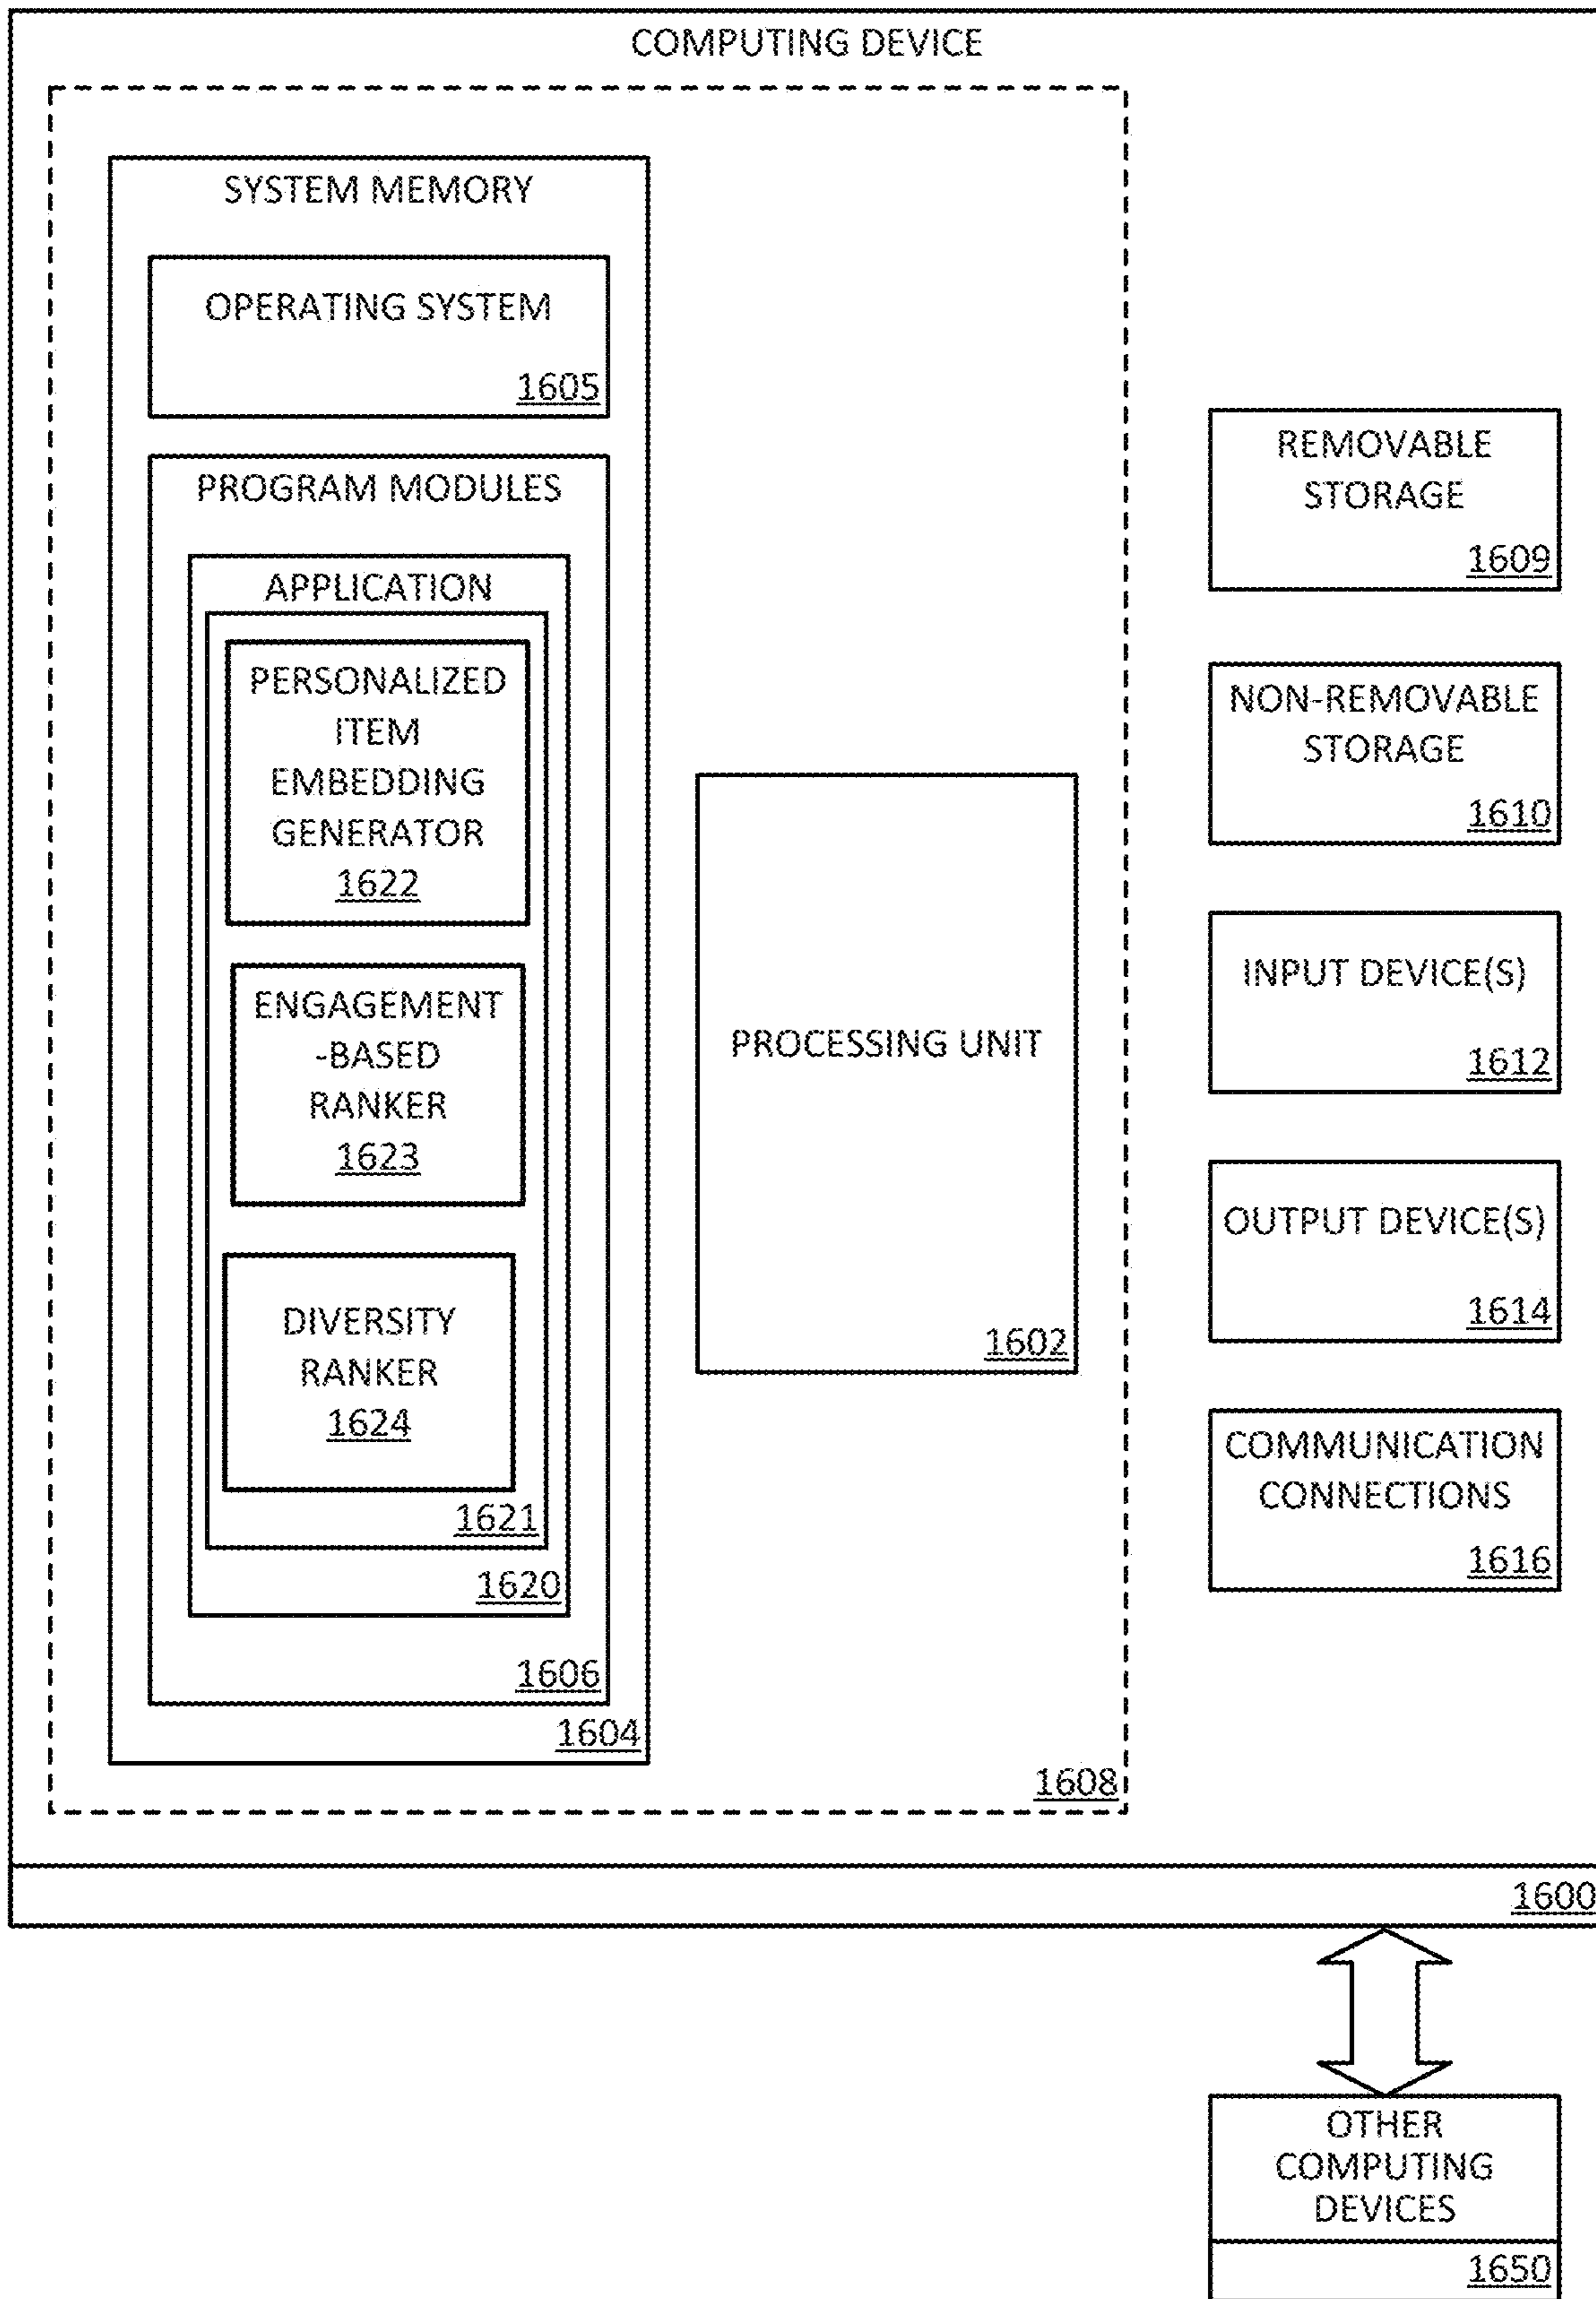 COMPUTING DEVICE
SYSTEM MEMORY
OPERATING SYSTEM
1605
PROGRAM MODULES
APPLICATION
PERSONALIZED
ITEM
EMBEDDING
GENERATOR
1622
ENGAGEMENT
-BASED
RANKER
1623
DIVERSITY
RANKER
1624
1621
1620
1606
1604
PROCESSING UNIT
1602
1608
REMOVABLE
STORAGE
1609
NON-REMOVABLE
STORAGE
1610
INPUT DEVICE(S)
1612
OUTPUT DEVICE(S)
1614
COMMUNICATION
CONNECTIONS
1616
1600
OTHER
COMPUTING
DEVICES
1650